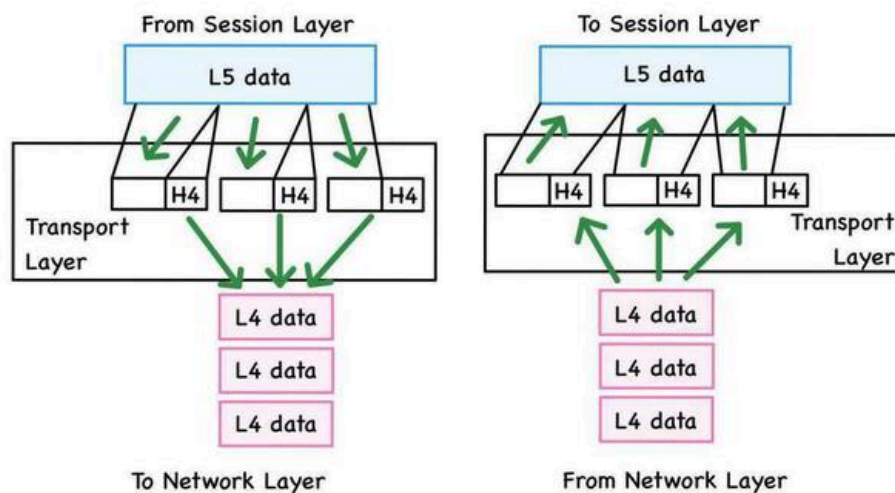 From Session Layer
L5 data
H4
H4
H4
Transport
Layer
L4 data
L4 data
L4 data
To Network Layer
To Session Layer
L5 data
H4
H4
H4
Transport
Layer
L4 data
L4 data
L4 data
From Network Layer